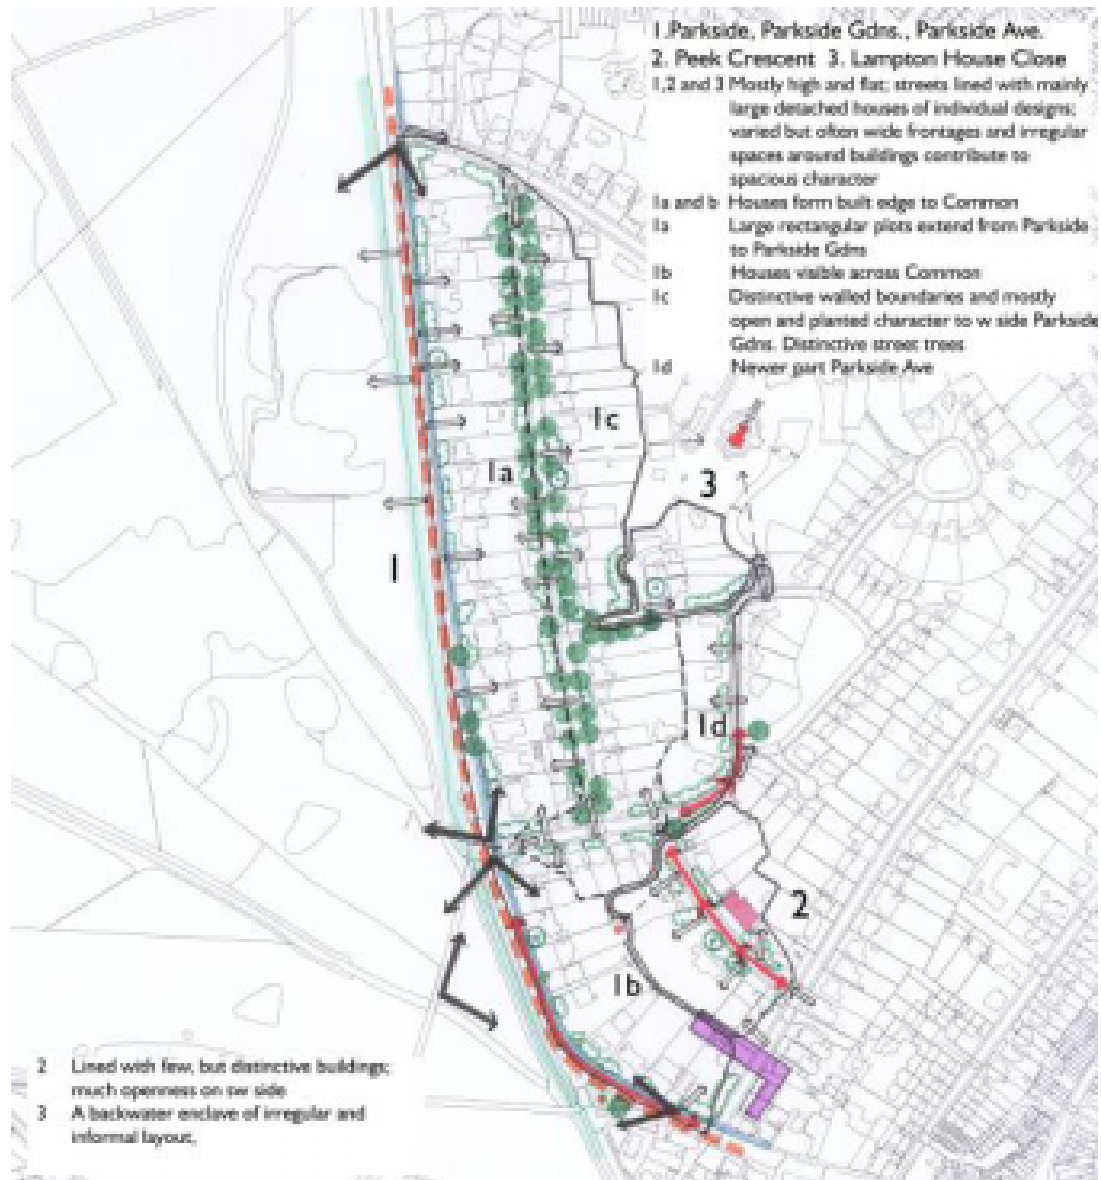 1.Parkside, Parkside Gdns., Parkside Ave.
2. Peek Crescent 3. Lampton House Close
1,2 and 3 Mostly high and flat; streets lined with mainly
large detached houses of individual designs;
varied but often wide frontages and irregular
spaces around buildings contribute to
spacious character
1a and b Houses form built edge to Common
1a Large rectangular plots extend from Parkside
to Parkside Gdns
1b Houses visible across Common
1c Distinctive walled boundaries and mostly
open and planted character to w side Parkside
Gdns. Distinctive street trees
1d Newer part Parkside Ave
1c
1a
3
1
1d
2
1b
2 Lined with few, but distinctive buildings;
much openness on sw side
3 A backwater enclave of irregular and
informal layout,